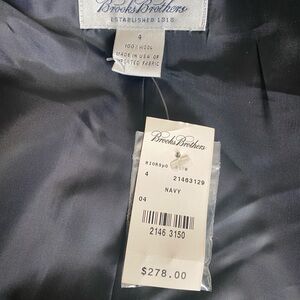 Brooks Brothers
ESTABLISHED 1818
4
100% WOOL
MADE IN USA OF
IMPORTED FABRIC
Brooks Brothers
4 21463129
NAVY
04
2146 3150
$278.00